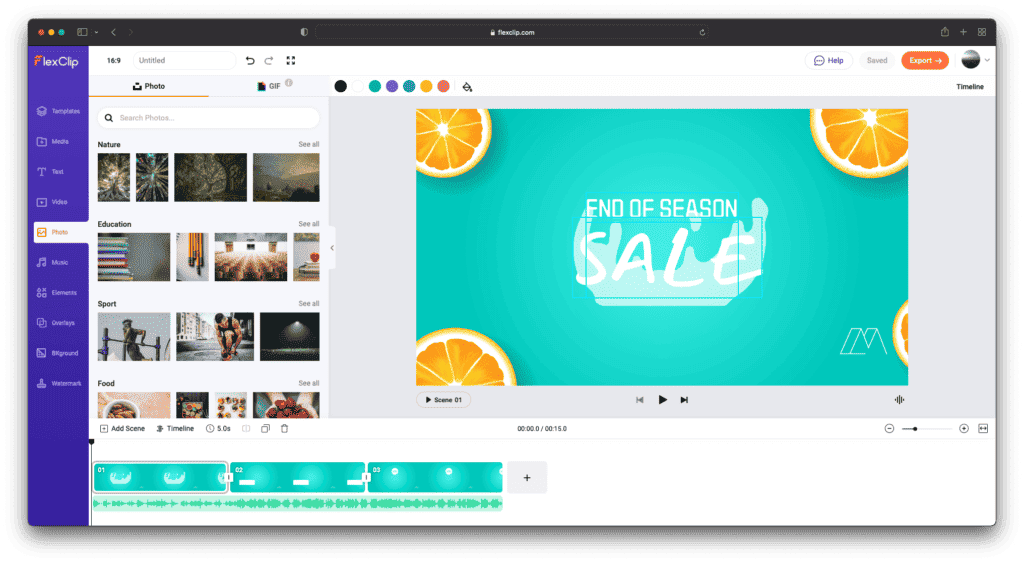 flexclip.com
FlexClip
16:9
Untitled
Help
Saved
Export →
Photo
GIF
Timeline
Search Photos...
Templates
Media
Text
Video
Photo
Music
Elements
Overlays
BKground
Watermark
Nature
See all
Education
See all
Sport
See all
Food
See all
END OF SEASON
SALE
Scene 01
Add Scene
Timeline
5.0s
00:00.0 / 00:15.0
01
02
03
+